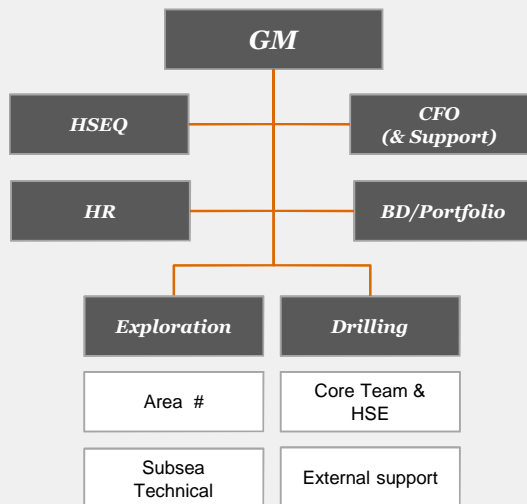 GM
HSEQ
CFO
(& Support)
HR
BD/Portfolio
Exploration
Drilling
Area #
Core Team &
HSE
Subsea
Technical
External support